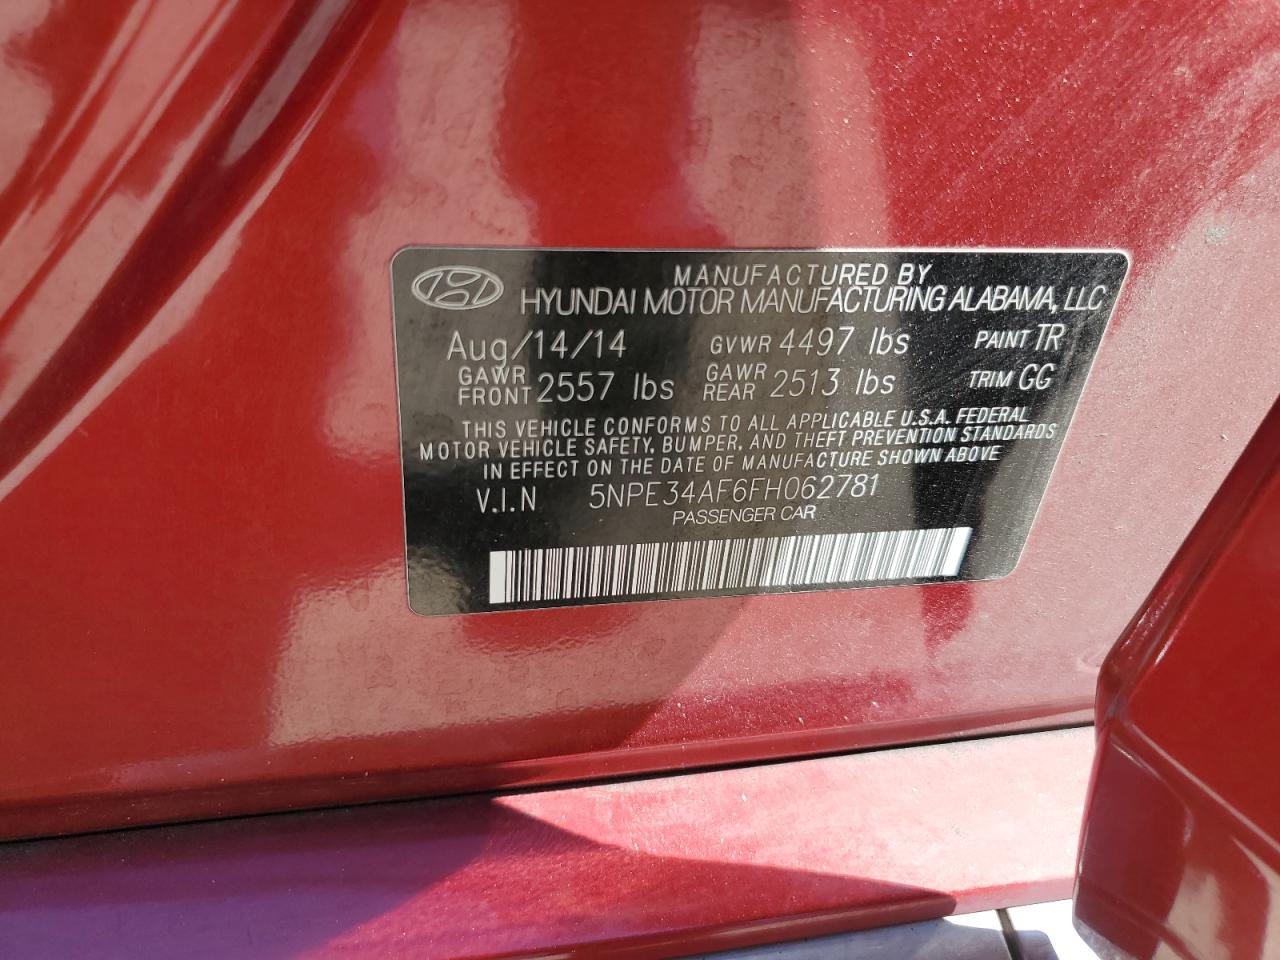 MANUFACTURED BY
HYUNDAI MOTOR MANUFACTURING ALABAMA, LLC
Aug/14/14 GVWR 4497 lbs PAINT TR
GAWR FRONT 2557 lbs GAWR REAR 2513 lbs TRIM GG
THIS VEHICLE CONFORMS TO ALL APPLICABLE U.S.A. FEDERAL
MOTOR VEHICLE SAFETY, BUMPER, AND THEFT PREVENTION STANDARDS
IN EFFECT ON THE DATE OF MANUFACTURE SHOWN ABOVE
V.I.N 5NPE34AF6FH062781
PASSENGER CAR